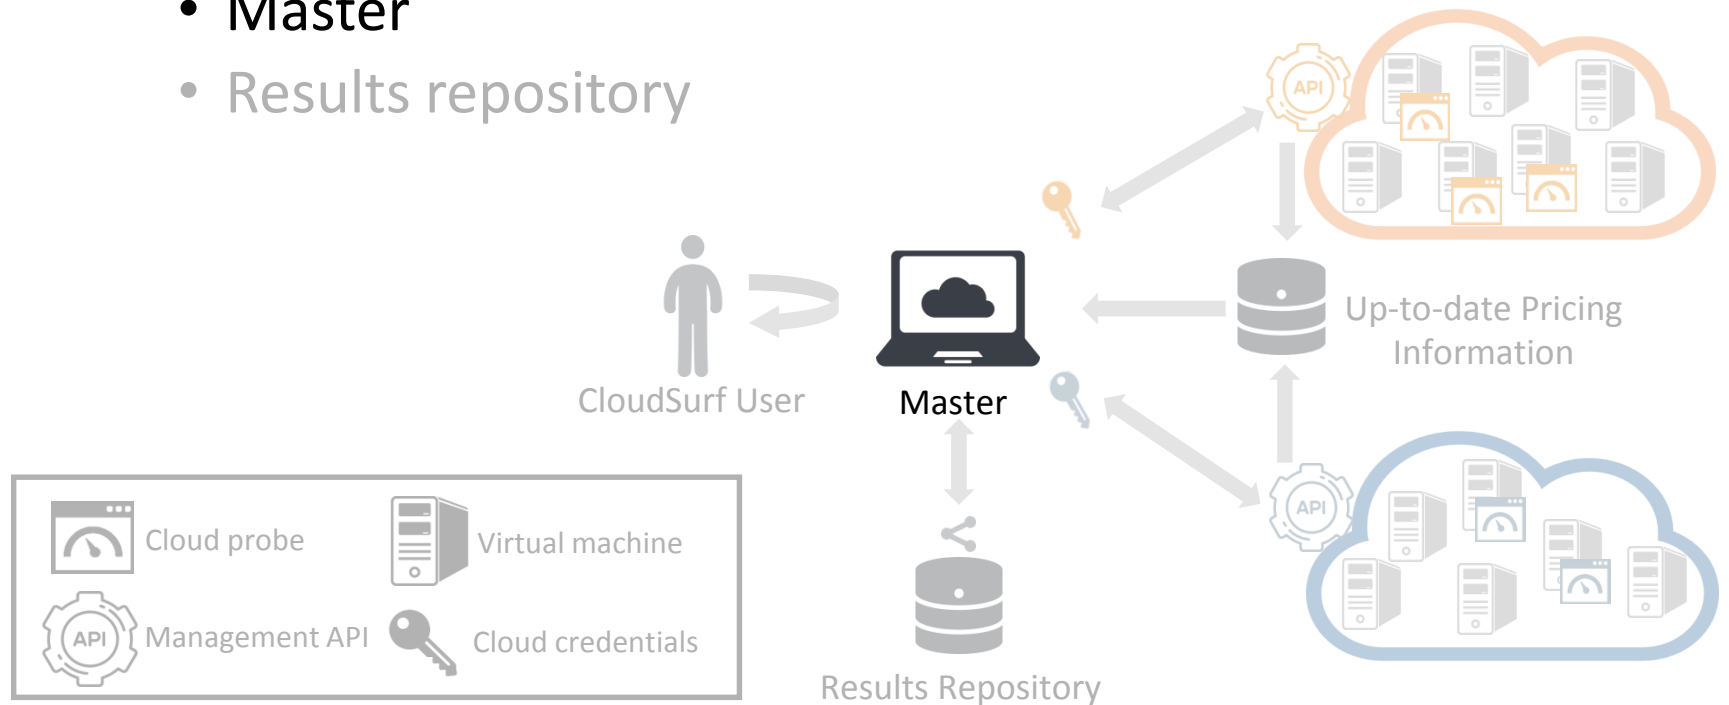 • Master
• Results repository
API
Up-to-date Pricing
Information
CloudSurf User
Master
API
Cloud probe
Virtual machine
API
Management API
Cloud credentials
Results Repository